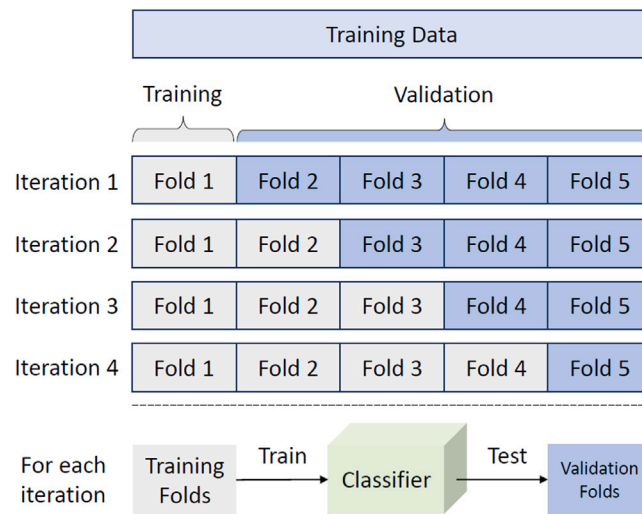 Training Data
Training Validation
Iteration 1 Fold 1 Fold 2 Fold 3 Fold 4 Fold 5
Iteration 2 Fold 1 Fold 2 Fold 3 Fold 4 Fold 5
Iteration 3 Fold 1 Fold 2 Fold 3 Fold 4 Fold 5
Iteration 4 Fold 1 Fold 2 Fold 3 Fold 4 Fold 5
For each
iteration
Training
Folds
Train
Classifier
Test
Validation
Folds